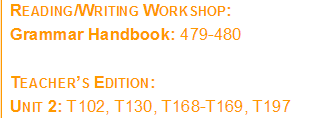 READING/WRITING WORKSHOP:
Grammar Handbook: 479-480
TEACHER'S EDITION:
UNIT 2: T102, T130, T168-T169, T197